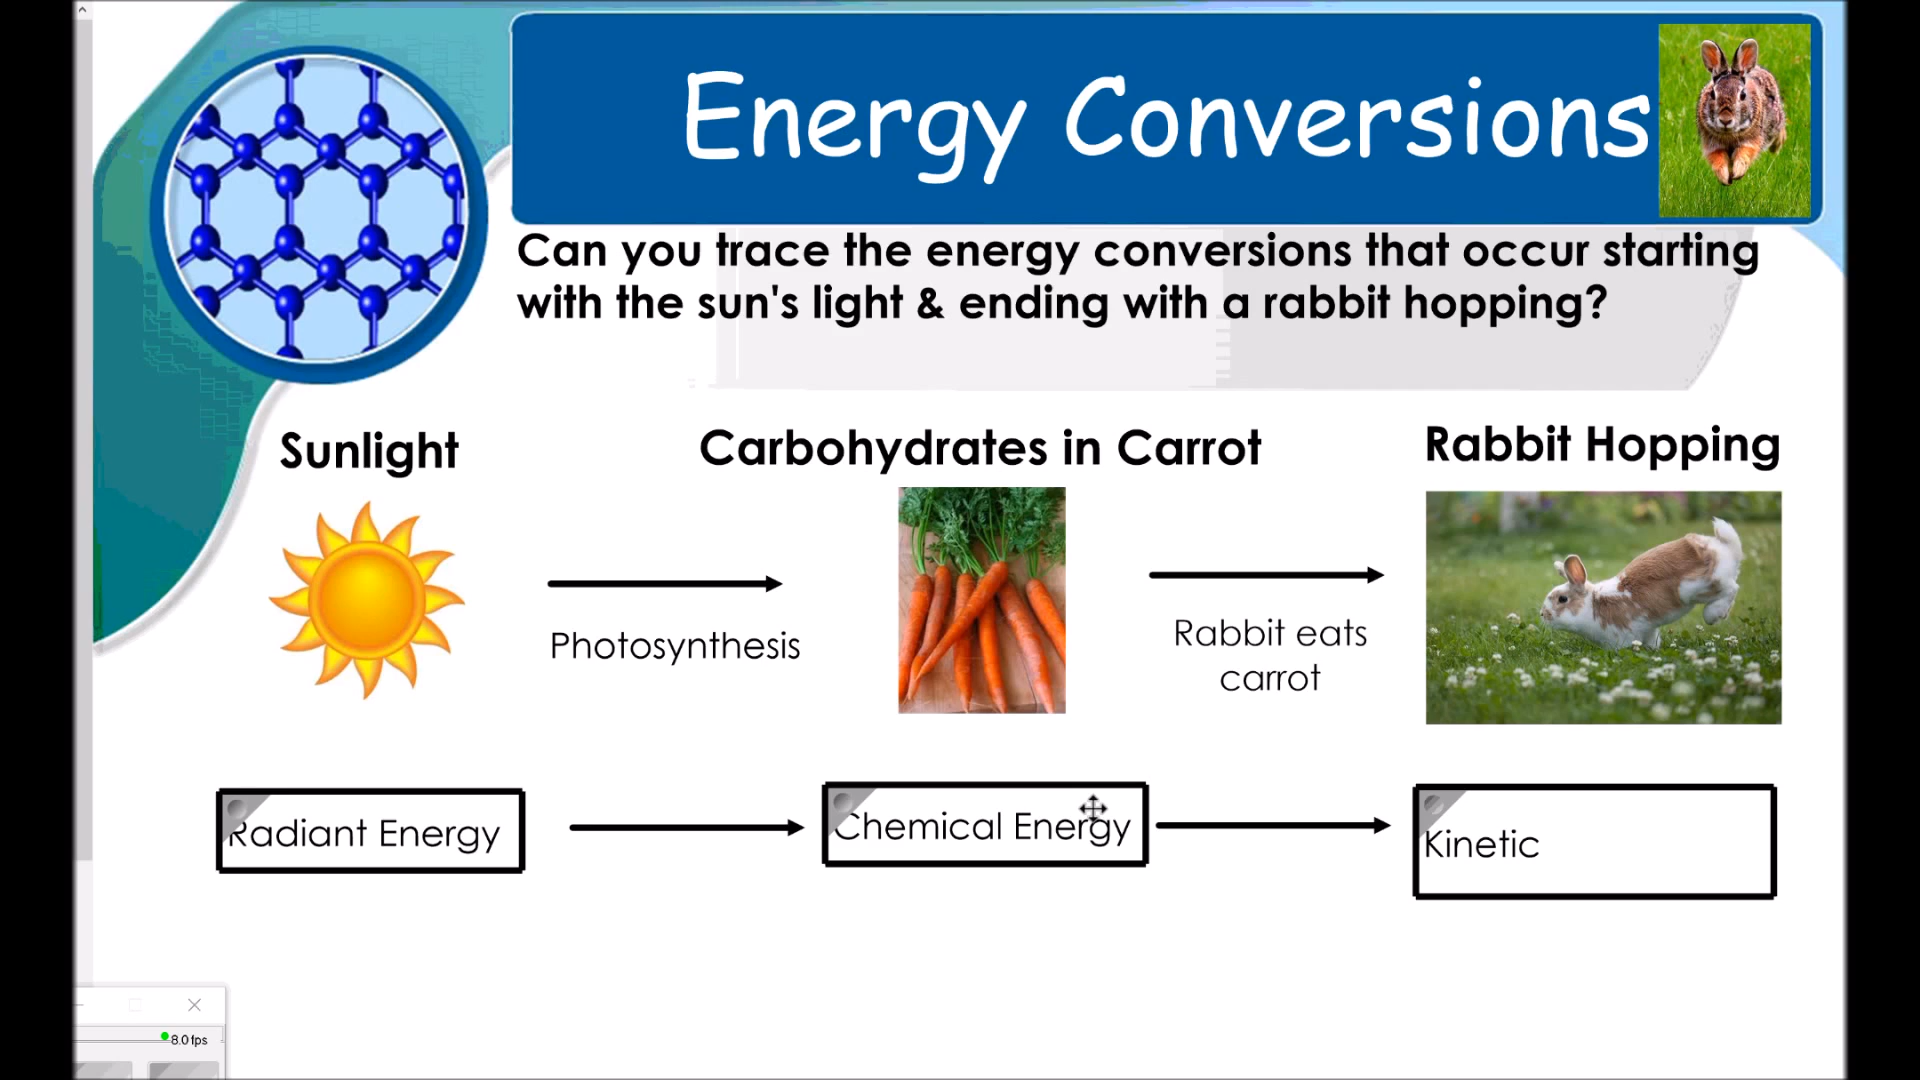 Energy Conversions
Can you trace the energy conversions that occur starting
with the sun's light & ending with a rabbit hopping?
Sunlight
Carbohydrates in Carrot
Rabbit Hopping
Photosynthesis
Rabbit eats
carrot
Radiant Energy
Chemical Energy
Kinetic
8.0 fps